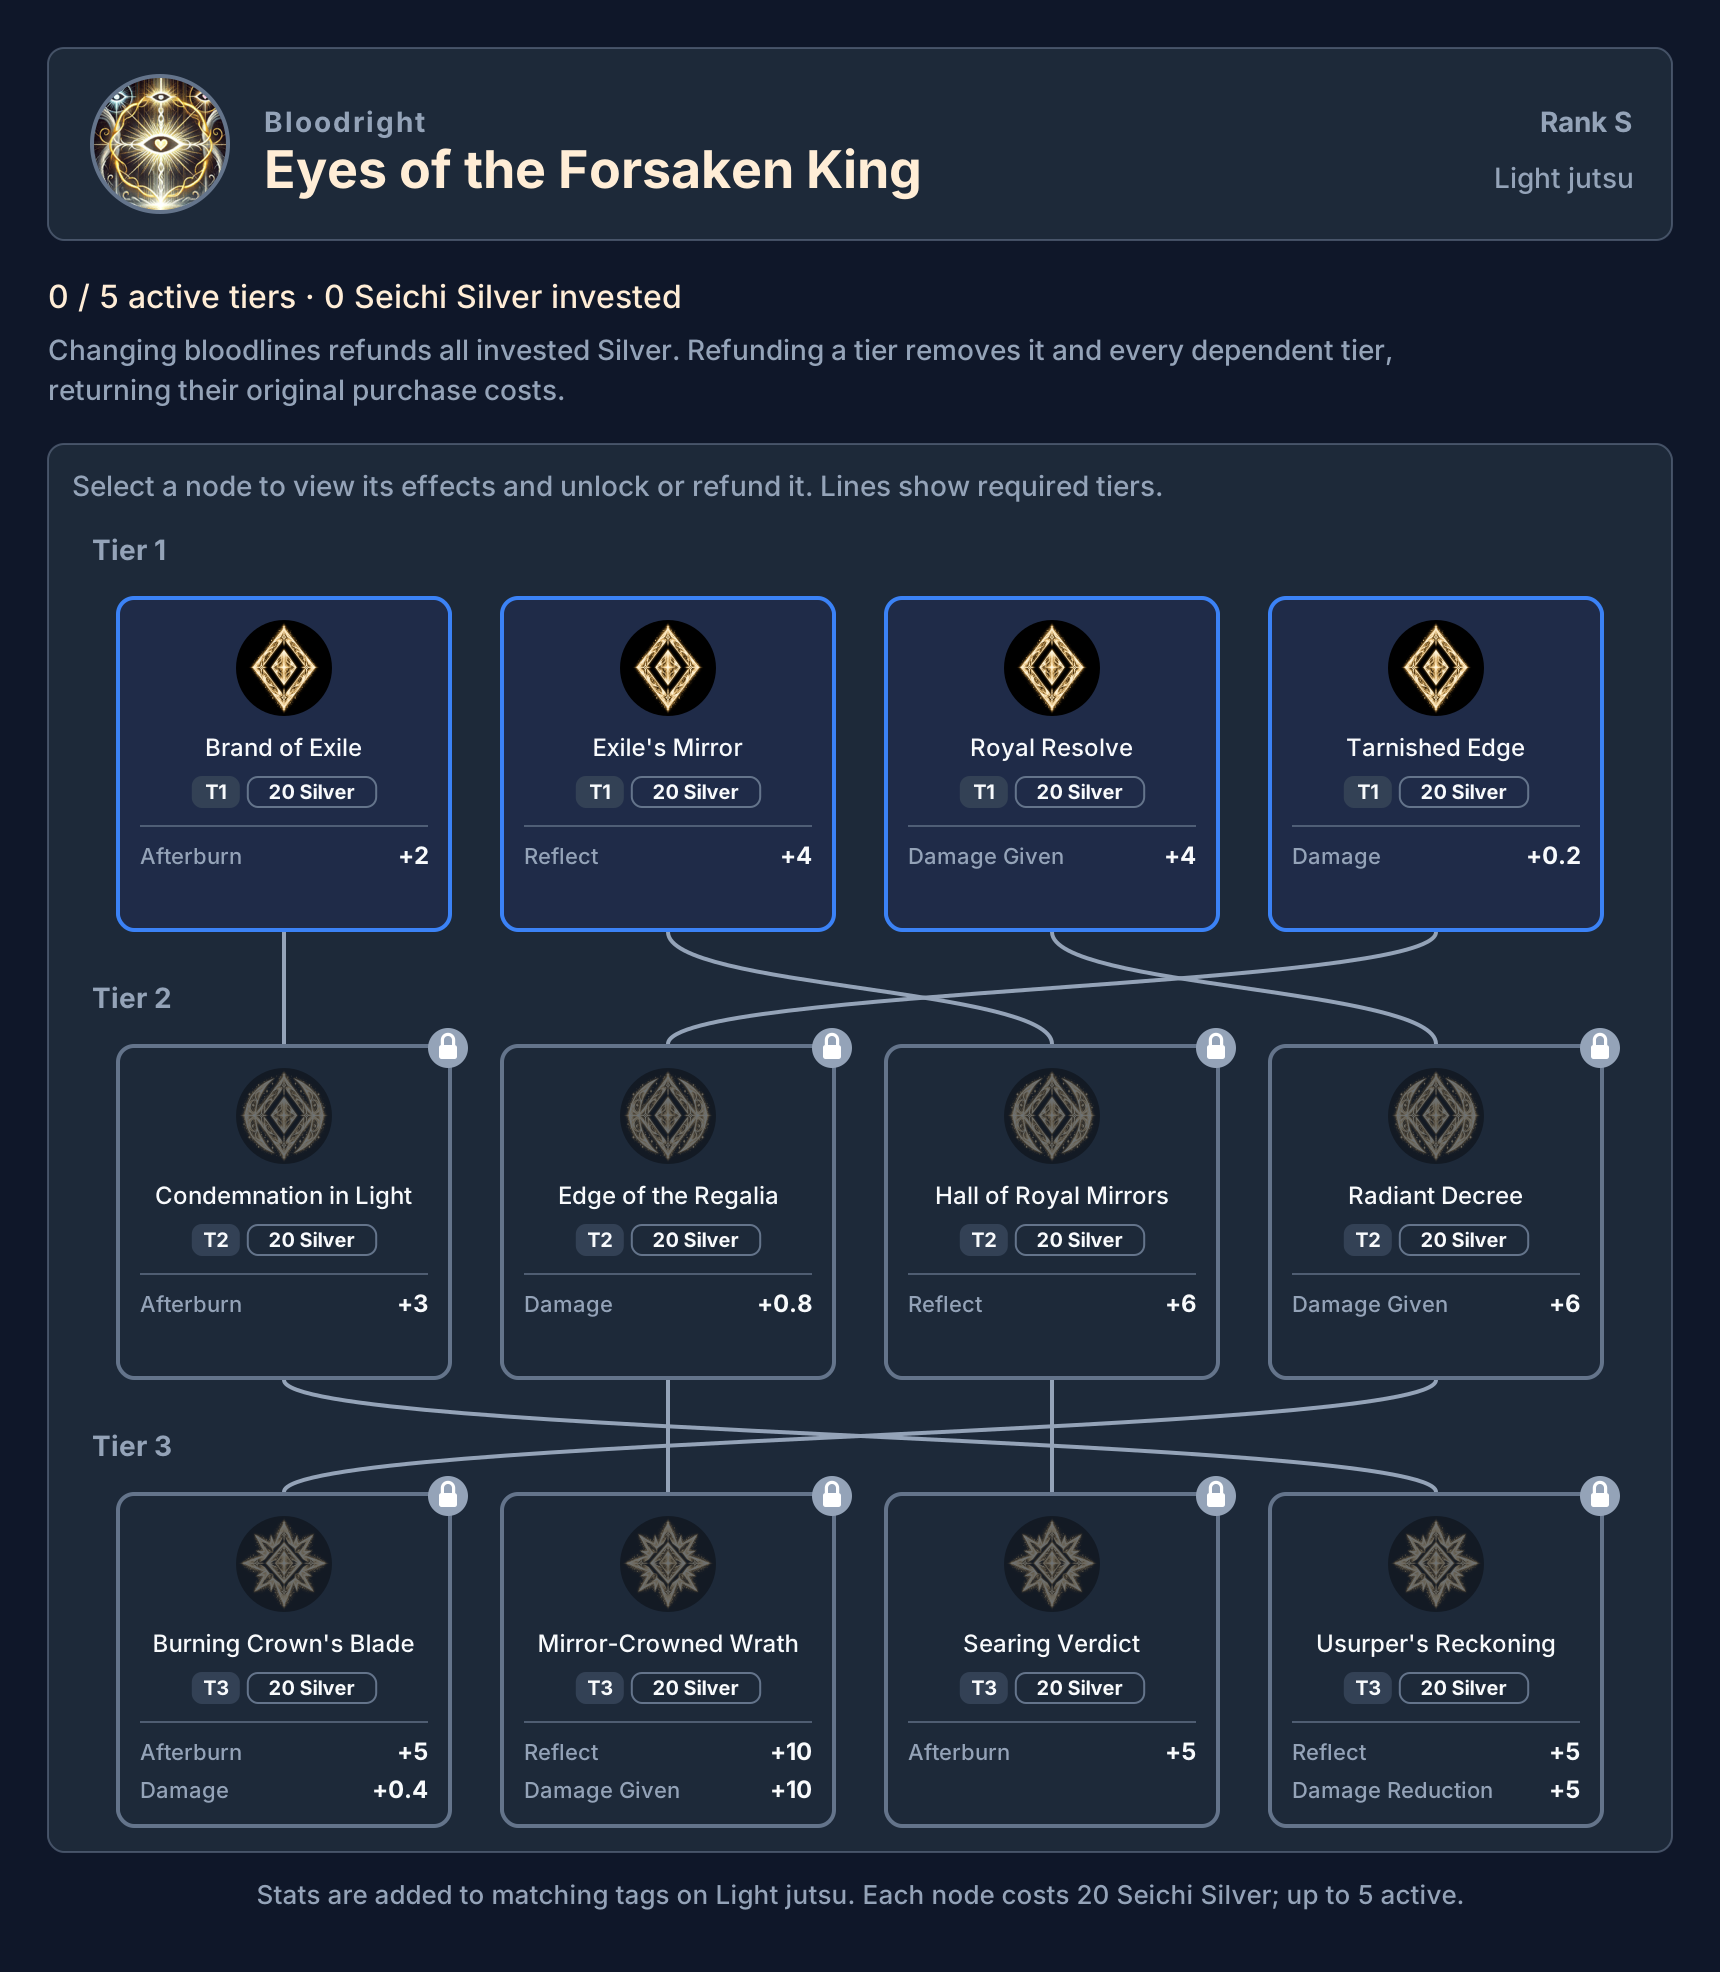 Bloodright
Eyes of the Forsaken King
Rank S
Light jutsu
0 / 5 active tiers · 0 Seichi Silver invested
Changing bloodlines refunds all invested Silver. Refunding a tier removes it and every dependent tier,
returning their original purchase costs.
Select a node to view its effects and unlock or refund it. Lines show required tiers.
Tier 1
Brand of Exile
T1 20 Silver
Afterburn +2
Exile's Mirror
T1 20 Silver
Reflect +4
Royal Resolve
T1 20 Silver
Damage Given +4
Tarnished Edge
T1 20 Silver
Damage +0.2
Tier 2
Condemnation in Light
T2 20 Silver
Afterburn +3
Edge of the Regalia
T2 20 Silver
Damage +0.8
Hall of Royal Mirrors
T2 20 Silver
Reflect +6
Radiant Decree
T2 20 Silver
Damage Given +6
Tier 3
Burning Crown's Blade
T3 20 Silver
Afterburn +5
Damage +0.4
Mirror-Crowned Wrath
T3 20 Silver
Reflect +10
Damage Given +10
Searing Verdict
T3 20 Silver
Afterburn +5
Usurper's Reckoning
T3 20 Silver
Reflect +5
Damage Reduction +5
Stats are added to matching tags on Light jutsu. Each node costs 20 Seichi Silver; up to 5 active.